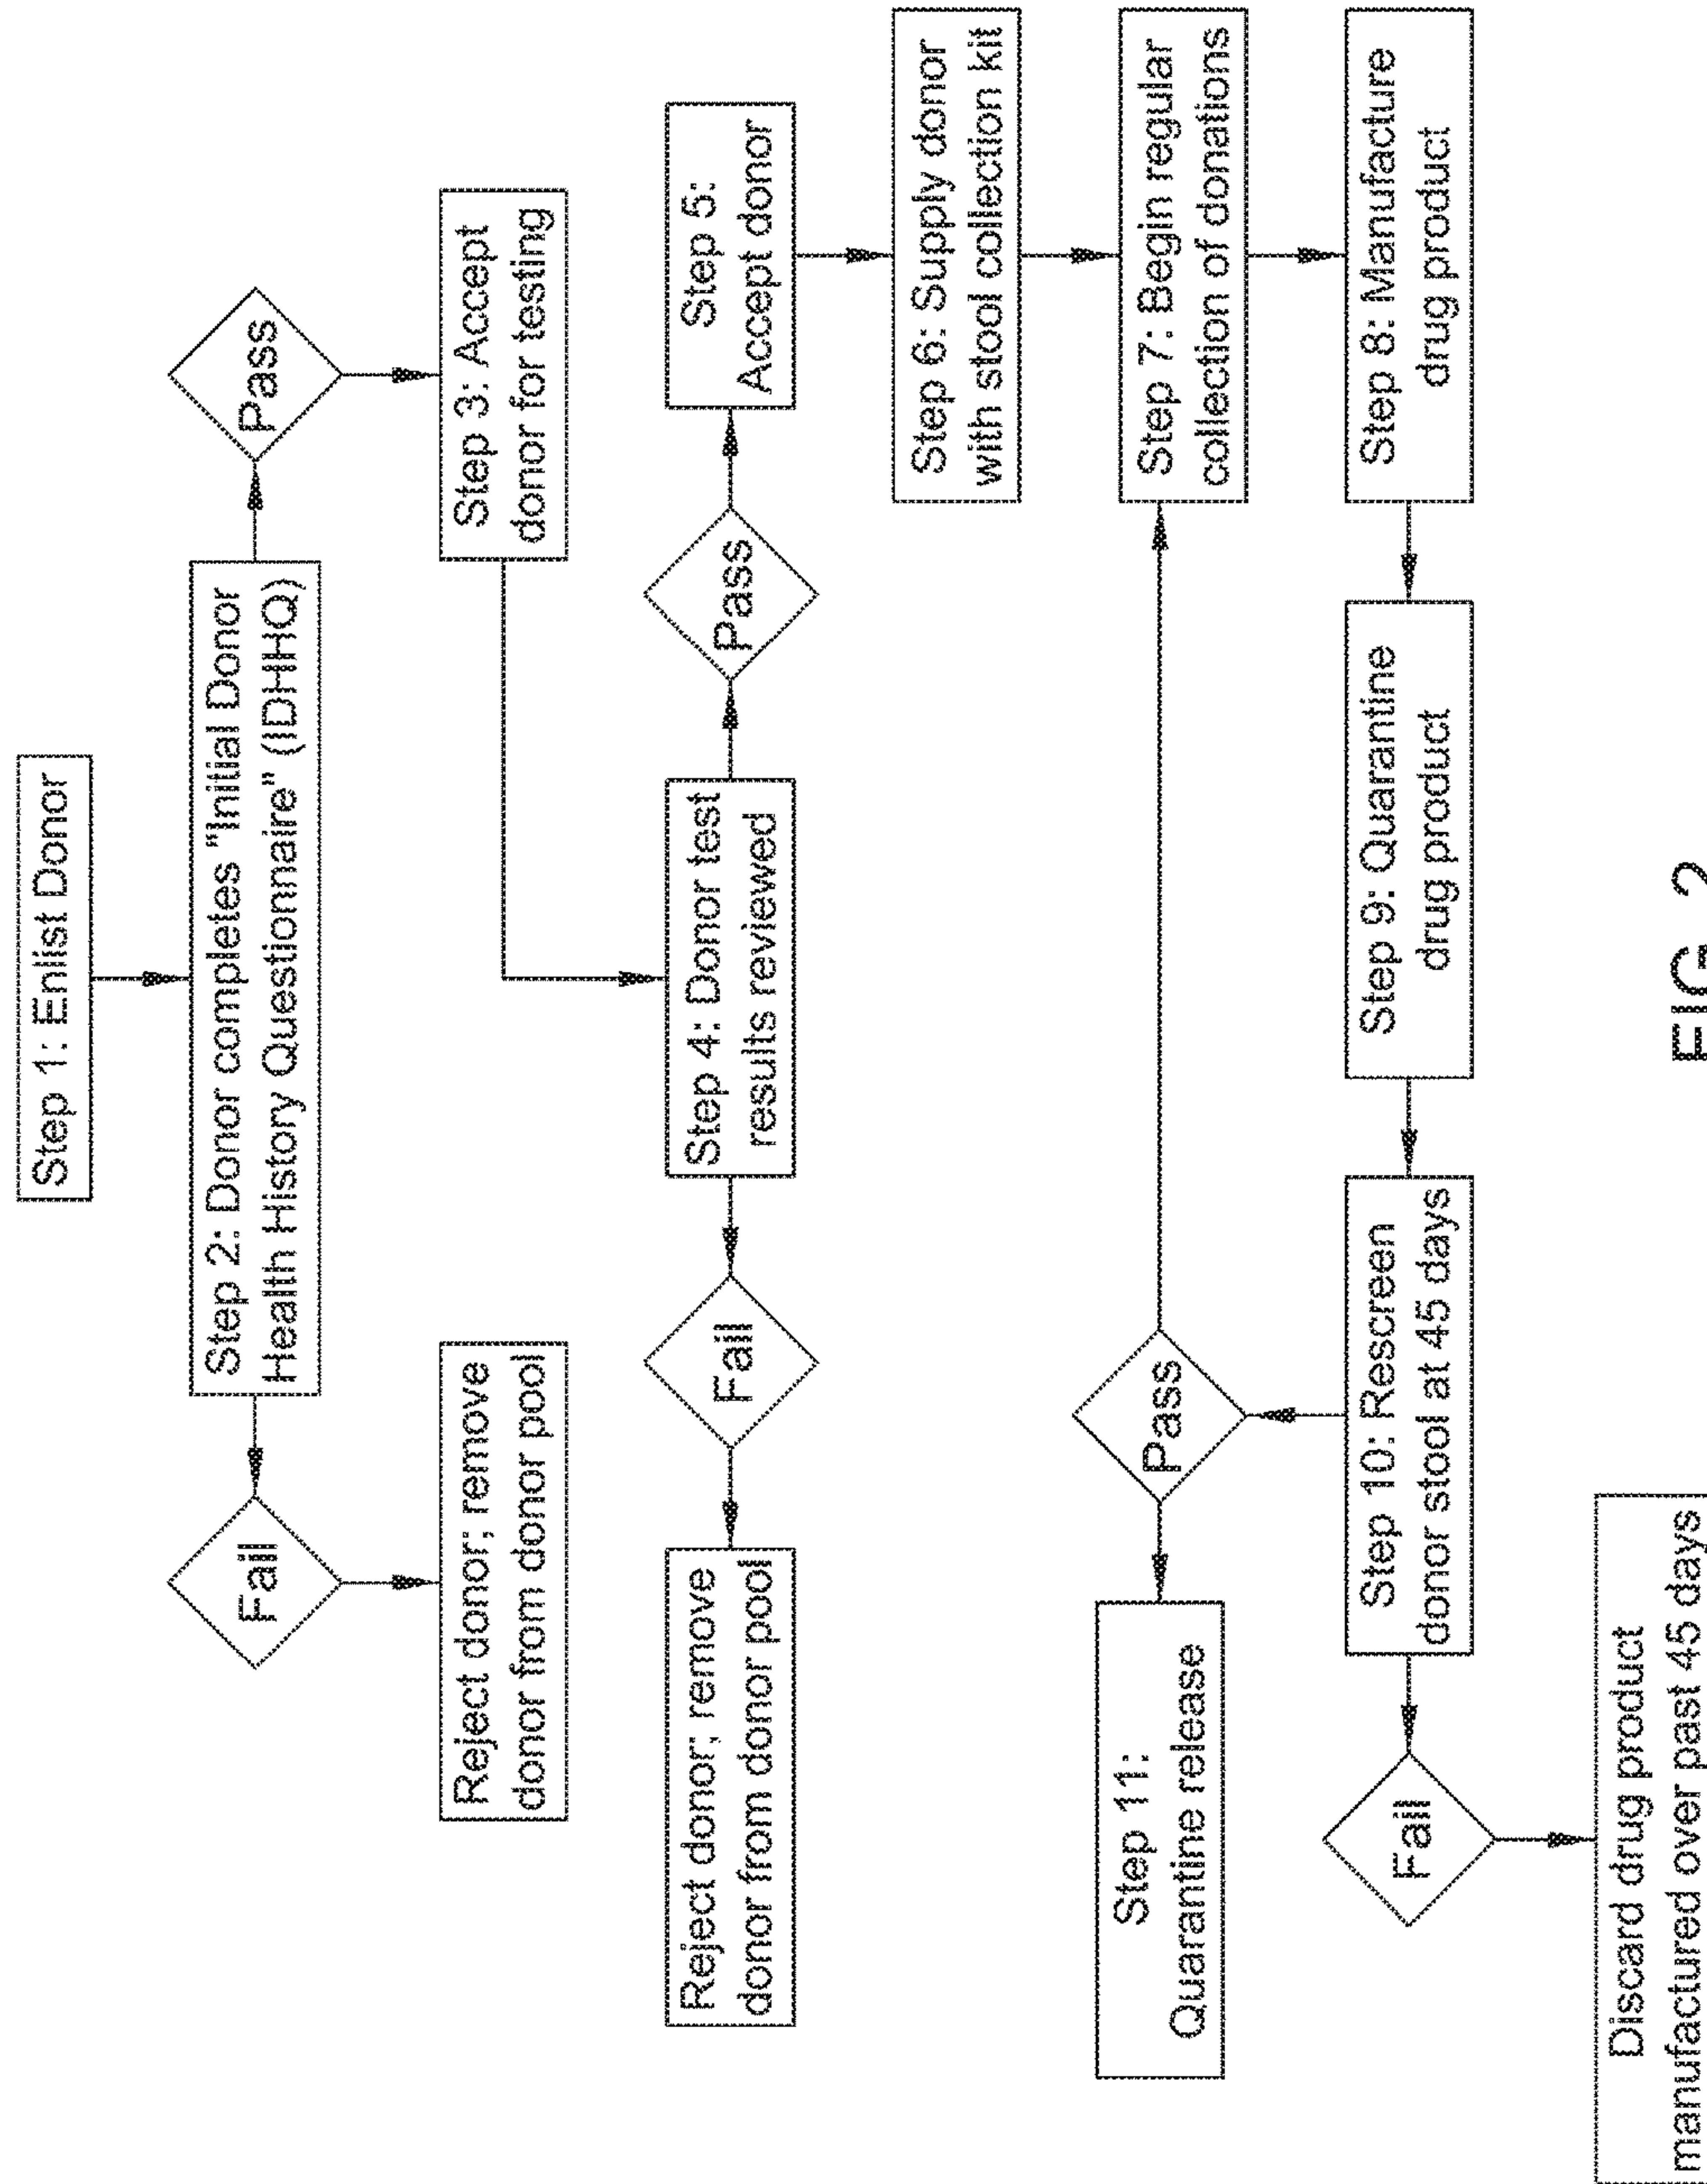 Step 1: Enlist Donor
Step 2: Donor completes "Initial Donor
Health History Questionnaire" (IDHHQ)
Fail
Pass
Reject donor; remove
donor from donor pool
Step 3: Accept
donor for testing
Reject donor; remove
donor from donor pool
Fail
Step 4: Donor test
results reviewed
Pass
Step 5:
Accept donor
Step 6: Supply donor
with stool collection kit
Step 11:
Quarantine release
Pass
Step 7: Begin regular
collection of donations
Fail
Step 10: Rescreen
donor stool at 45 days
Step 9: Quarantine
drug product
Step 8: Manufacture
drug product
Discard drug product
manufactured over past 45 days
FIG. 2